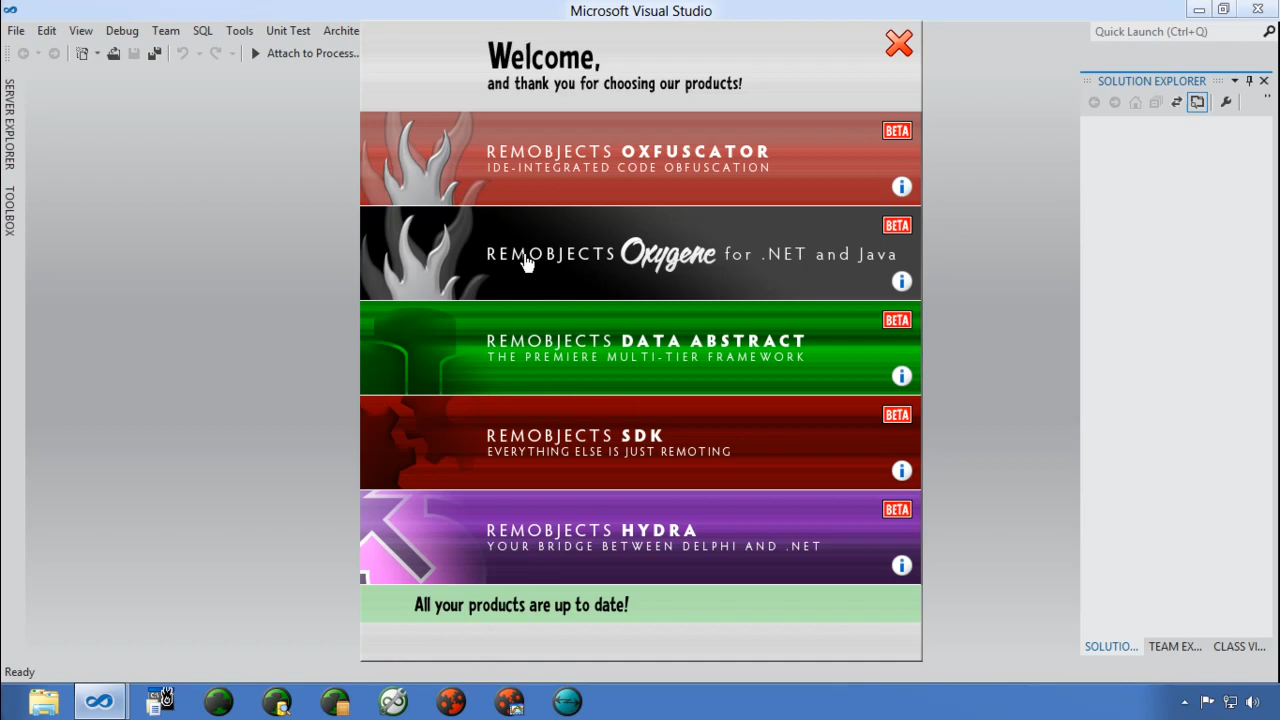 Microsoft Visual Studio
File Edit View Debug Team SQL Tools Unit Test Archite
Quick Launch (Ctrl+Q)
Attach to Process..
SERVER EXPLORER
TOOLBOX
Welcome,
and thank you for choosing our products!
BETA
REMOBJECTS OXFUSCATOR
IDE-INTEGRATED CODE OBFUSCATION
BETA
REMOBJECTS Oxygene for .NET and Java
BETA
REMOBJECTS DATA ABSTRACT
THE PREMIERE MULTI-TIER FRAMEWORK
BETA
REMOBJECTS SDK
EVERYTHING ELSE IS JUST REMOTING
BETA
REMOBJECTS HYDRA
YOUR BRIDGE BETWEEN DELPHI AND .NET
All your products are up to date!
SOLUTION EXPLORER
SOLUTIO... TEAM EX... CLASS VI...
Ready